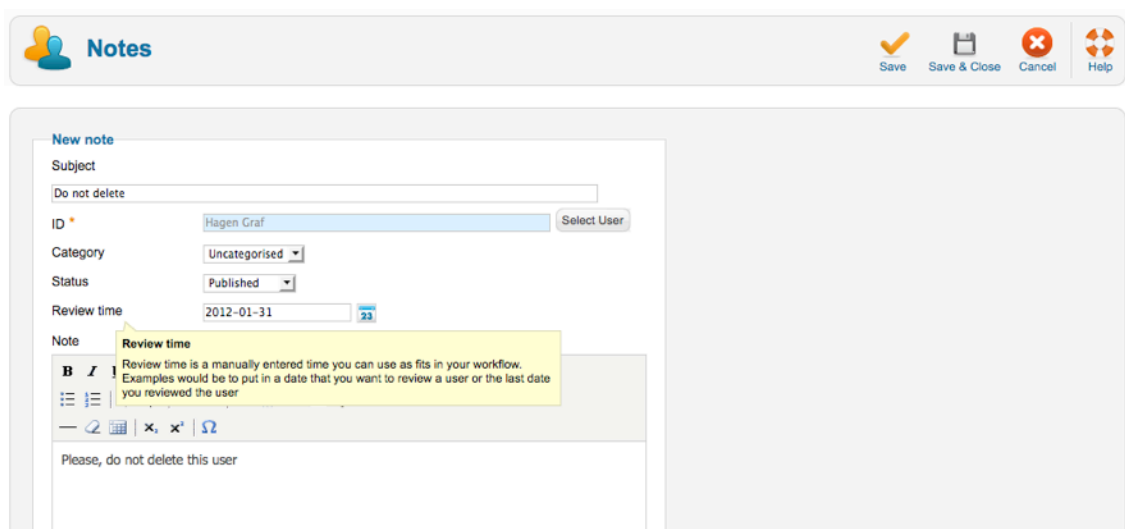 Notes
Save Save & Close Cancel Help
New note
Subject
Do not delete
ID *
Hagen Graf Select User
Category Uncategorised
Status Published
Review time 2012-01-31 23
Note
Review time
Review time is a manually entered time you can use as fits in your workflow.
Examples would be to put in a date that you want to review a user or the last date
you reviewed the user
B I
Please, do not delete this user